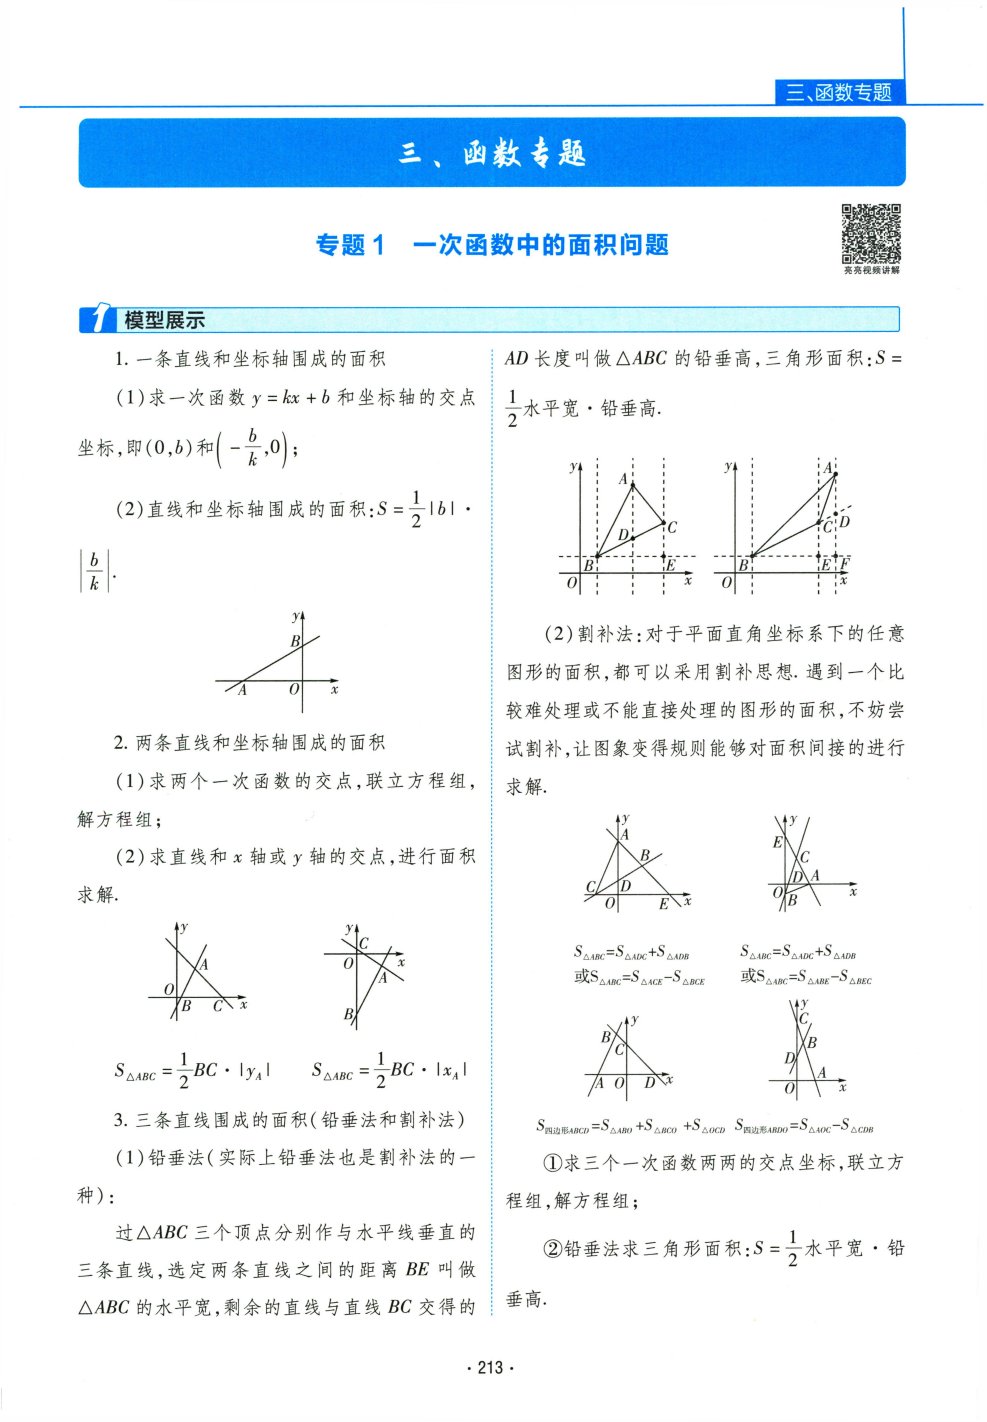 三、函数专题
三、函数专题
专题1 一次函数中的面积问题
亮亮视频讲解
1 模型展示
1. 一条直线和坐标轴围成的面积
(1)求一次函数 y = kx + b 和坐标轴的交点
坐标,即(0,b)和(-b/k,0);
(2)直线和坐标轴围成的面积:S = 1/2|b|·
|b/k|.
y
B
A O x
2. 两条直线和坐标轴围成的面积
(1)求两个一次函数的交点,联立方程组,
解方程组;
(2)求直线和 x 轴或 y 轴的交点,进行面积
求解.
y
A
O
B C x
y
C
O x
A
B
S△ABC = 1/2 BC·|yA| S△ABC = 1/2 BC·|xA|
3. 三条直线围成的面积(铅垂法和割补法)
(1)铅垂法(实际上铅垂法也是割补法的一
种):
过△ABC 三个顶点分别作与水平线垂直的
三条直线,选定两条直线之间的距离 BE 叫做
△ABC 的水平宽,剩余的直线与直线 BC 交得的
AD 长度叫做△ABC 的铅垂高,三角形面积:S =
1/2水平宽·铅垂高.
y
A
C
D
B E
O x
y
A
C D
B E F
O x
(2)割补法:对于平面直角坐标系下的任意
图形的面积,都可以采用割补思想. 遇到一个比
较难处理或不能直接处理的图形的面积,不妨尝
试割补,让图象变得规则能够对面积间接的进行
求解.
y
A
B
C D
O E x
y
E
C
D A
O B x
S△ABC=S△ADC+S△ADB S△ABC=S△ADC+S△ADB
或S△ABC=S△ACE-S△BCE 或S△ABC=S△ABE-S△BEC
y
B
C
A O D x
y
C
B
D
A
O x
S四边形ABCD=S△ABO+S△BCO+S△OCD S四边形ABDO=S△AOC-S△CDB
①求三个一次函数两两的交点坐标,联立方
程组,解方程组;
②铅垂法求三角形面积:S = 1/2水平宽·铅
垂高.
·213·